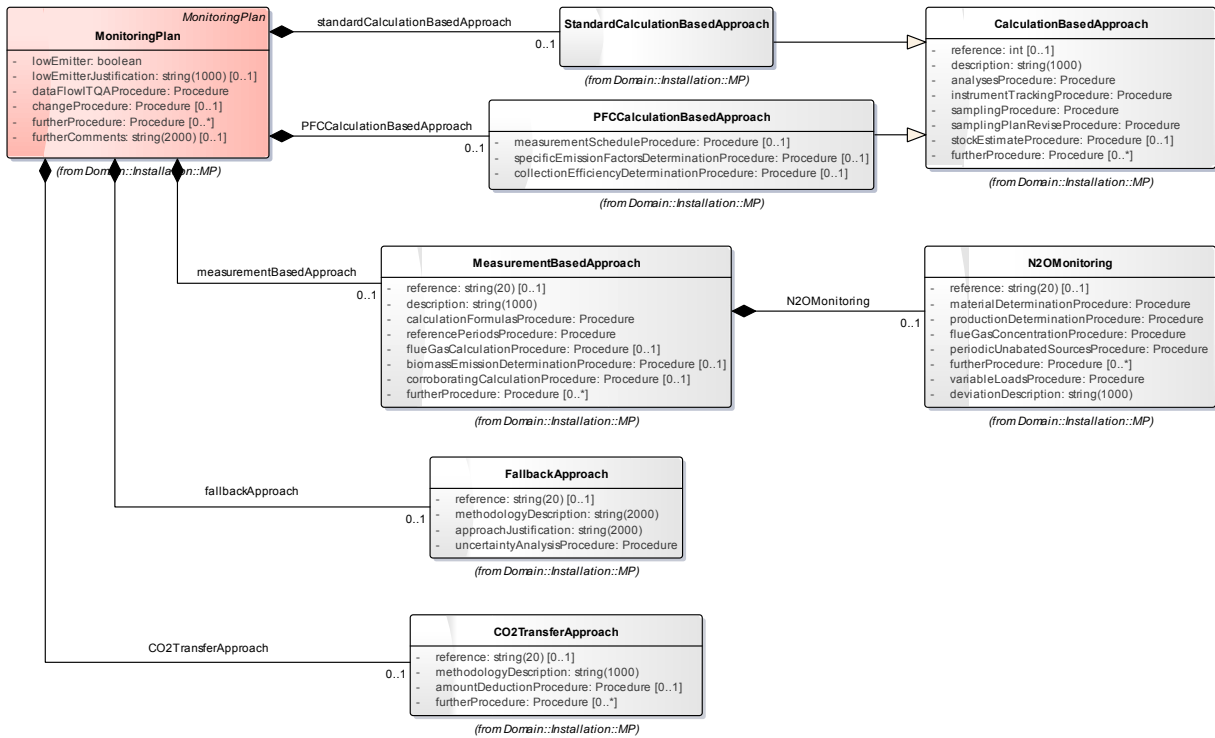 MonitoringPlan
MonitoringPlan
- lowEmitter: boolean
- lowEmitterJustification: string(1000) [0..1]
- dataFlowITQAProcedure: Procedure
- changeProcedure: Procedure [0..1]
- furtherProcedure: Procedure [0..*]
- furtherComments: string(2000) [0..1]
(from Domain::Installation::MP)
standardCalculationBasedApproach
0..1
StandardCalculationBasedApproach
(from Domain::Installation::MP)
CalculationBasedApproach
- reference: int [0..1]
- description: string(1000)
- analysesProcedure: Procedure
- instrumentTrackingProcedure: Procedure
- samplingProcedure: Procedure
- samplingPlanReviseProcedure: Procedure
- stockEstimateProcedure: Procedure [0..1]
- furtherProcedure: Procedure [0..*]
(from Domain::Installation::MP)
PFCCalculationBasedApproach
0..1
PFCCalculationBasedApproach
- measurementScheduleProcedure: Procedure [0..1]
- specificEmissionFactorsDeterminationProcedure: Procedure [0..1]
- collectionEfficiencyDeterminationProcedure: Procedure [0..1]
(from Domain::Installation::MP)
measurementBasedApproach
0..1
MeasurementBasedApproach
- reference: string(20) [0..1]
- description: string(1000)
- calculationFormulasProcedure: Procedure
- referencePeriodsProcedure: Procedure
- flueGasCalculationProcedure: Procedure [0..1]
- biomassEmissionDeterminationProcedure: Procedure [0..1]
- corroboratingCalculationProcedure: Procedure [0..1]
- furtherProcedure: Procedure [0..*]
(from Domain::Installation::MP)
N2OMonitoring
0..1
N2OMonitoring
- reference: string(20) [0..1]
- materialDeterminationProcedure: Procedure
- productionDeterminationProcedure: Procedure
- flueGasConcentrationProcedure: Procedure
- periodicUnabatedSourcesProcedure: Procedure
- furtherProcedure: Procedure [0..*]
- variableLoadsProcedure: Procedure
- deviationDescription: string(1000)
(from Domain::Installation::MP)
fallbackApproach
0..1
FallbackApproach
- reference: string(20) [0..1]
- methodologyDescription: string(2000)
- approachJustification: string(2000)
- uncertaintyAnalysisProcedure: Procedure
(from Domain::Installation::MP)
CO2TransferApproach
0..1
CO2TransferApproach
- reference: string(20) [0..1]
- methodologyDescription: string(1000)
- amountDeductionProcedure: Procedure [0..1]
- furtherProcedure: Procedure [0..*]
(from Domain::Installation::MP)